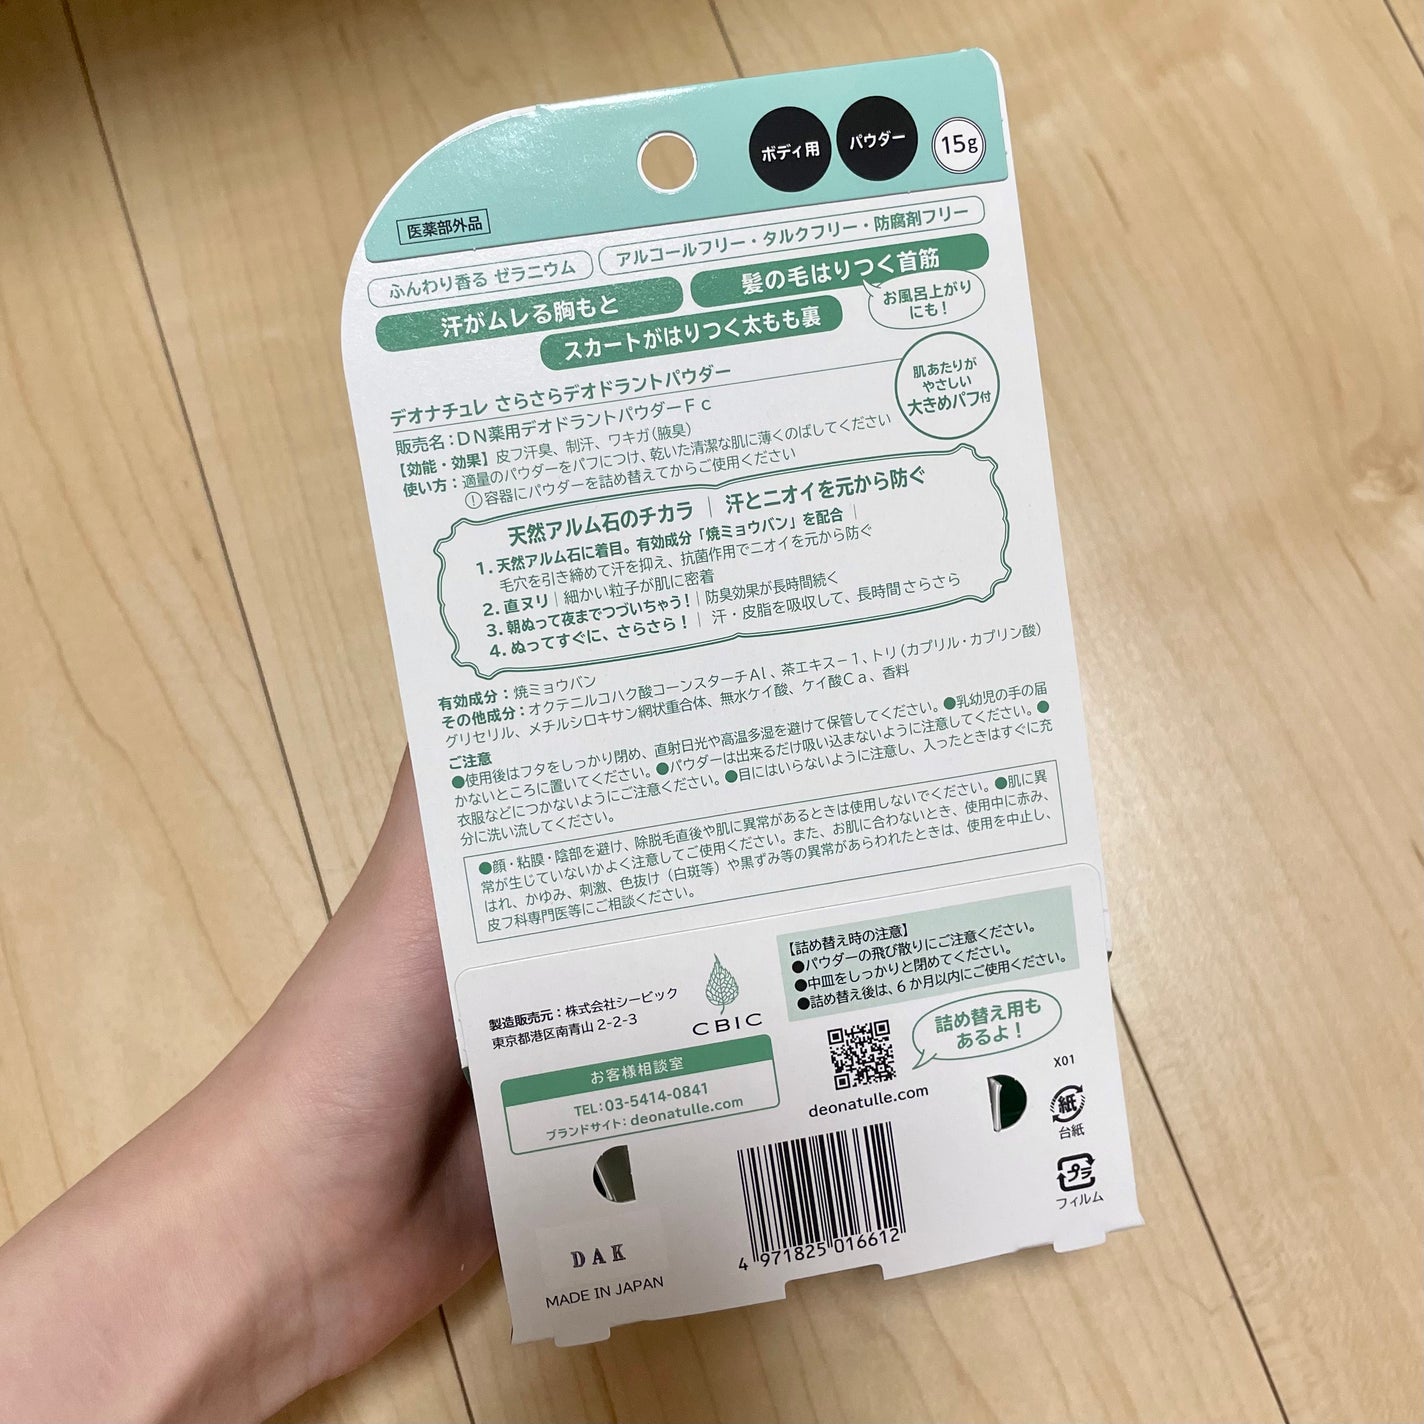 ボディ用
パウダー
15g
医薬部外品
ふんわり香る ゼラニウム
アルコールフリー・タルクフリー・防腐剤フリー
汗がムレる胸もと
髪の毛はりつく首筋
スカートがはりつく太もも裏
お風呂上がり
にも！
肌あたりが
やさしい
大きめパフ付
デオナチュレ さらさらデオドラントパウダー
販売名：ＤＮ薬用デオドラントパウダーＦｃ
【効能・効果】皮フ汗臭、制汗、ワキガ（腋臭）
使い方：適量のパウダーをパフにつけ、乾いた清潔な肌に薄くのばしてください
！容器にパウダーを詰め替えてからご使用ください
天然アルム石のチカラ｜汗とニオイを元から防ぐ
1. 天然アルム石に着目。有効成分「焼ミョウバン」を配合｜
毛穴を引き締めて汗を抑え、抗菌作用でニオイを元から防ぐ
2. 直ヌリ｜細かい粒子が肌に密着
3. 朝ぬって夜までつづいちゃう！｜防臭効果が長時間続く
4. ぬってすぐに、さらさら！｜汗・皮脂を吸収して、長時間さらさら
有効成分：焼ミョウバン
その他成分：オクテニルコハク酸コーンスターチAl、茶エキス－１、トリ（カプリル・カプリン酸）
グリセリル、メチルシロキサン網状重合体、無水ケイ酸、ケイ酸Ｃａ、香料
ご注意
●使用後はフタをしっかり閉め、直射日光や高温多湿を避けて保管してください。●乳幼児の手の届
かないところに置いてください。●パウダーは出来るだけ吸い込まないように注意してください。●
衣服などにつかないようにご注意ください。●目にはいらないように注意し、入ったときはすぐに充
分に洗い流してください。
●顔・粘膜・陰部を避け、除脱毛直後や肌に異常があるときは使用しないでください。●肌に異
常が生じていないかよく注意してご使用ください。また、お肌に合わないとき、使用中に赤み、
はれ、かゆみ、刺激、色抜け（白斑等）や黒ずみ等の異常があらわれたときは、使用を中止し、
皮フ科専門医等にご相談ください。
【詰め替え時の注意】
●パウダーの飛び散りにご注意ください。
●中皿をしっかりと閉めてください。
●詰め替え後は、6 か月以内にご使用ください。
製造販売元：株式会社シービック
東京都港区南青山 2-2-3
CBIC
詰め替え用も
あるよ！
お客様相談室
TEL：03-5414-0841
ブランドサイト：deonatulle.com
deonatulle.com
X01
紙
台紙
プラ
フィルム
DAK
MADE IN JAPAN
4 971825 016612